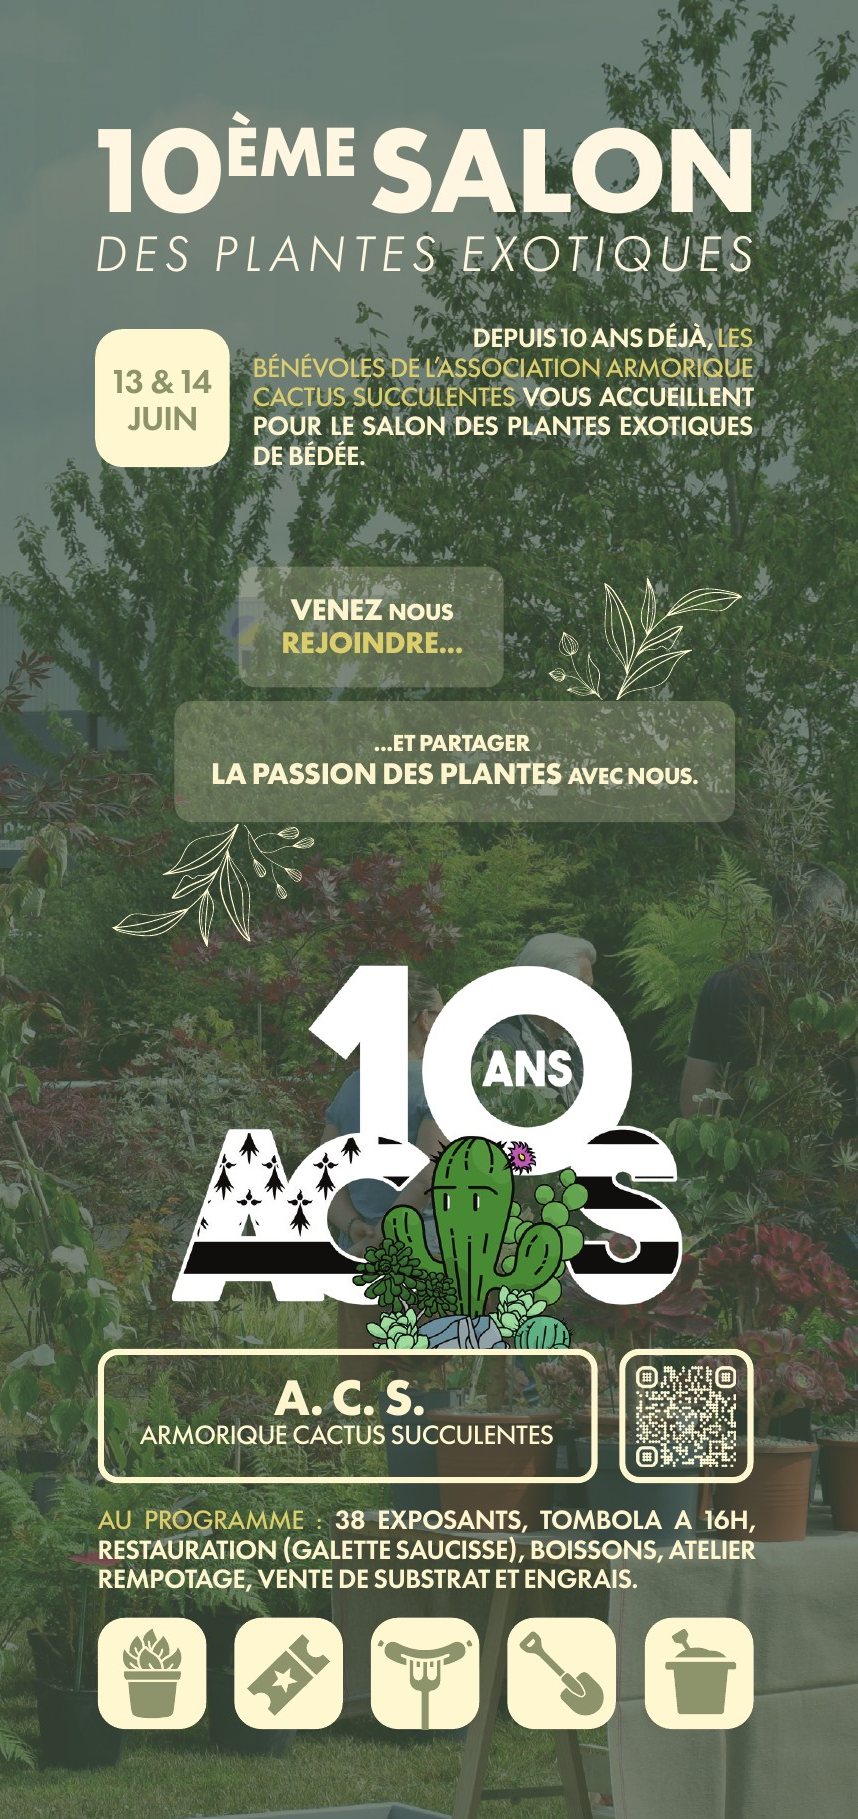 10ÈME SALON
DES PLANTES EXOTIQUES
13 & 14
JUIN
DEPUIS 10 ANS DÉJÀ, LES
BÉNÉVOLES DE L'ASSOCIATION ARMORIQUE
CACTUS SUCCULENTES VOUS ACCUEILLENT
POUR LE SALON DES PLANTES EXOTIQUES
DE BÉDÉE.
VENEZ NOUS
REJOINDRE...
...ET PARTAGER
LA PASSION DES PLANTES AVEC NOUS.
10
ANS
ACS
A. C. S.
ARMORIQUE CACTUS SUCCULENTES
AU PROGRAMME : 38 EXPOSANTS, TOMBOLA A 16H,
RESTAURATION (GALETTE SAUCISSE), BOISSONS, ATELIER
REMPOTAGE, VENTE DE SUBSTRAT ET ENGRAIS.